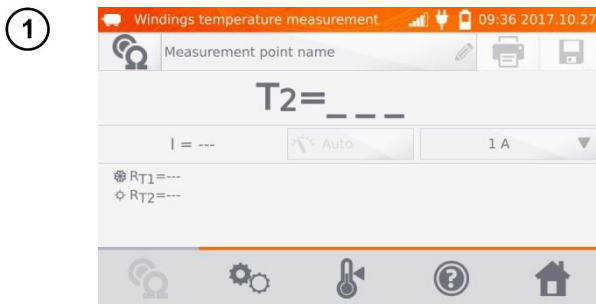 1
Windings temperature measurement 09:36 2017.10.27
Measurement point name
T2=_ _ _
I = --- Auto 1 A
RT1=---
RT2=---